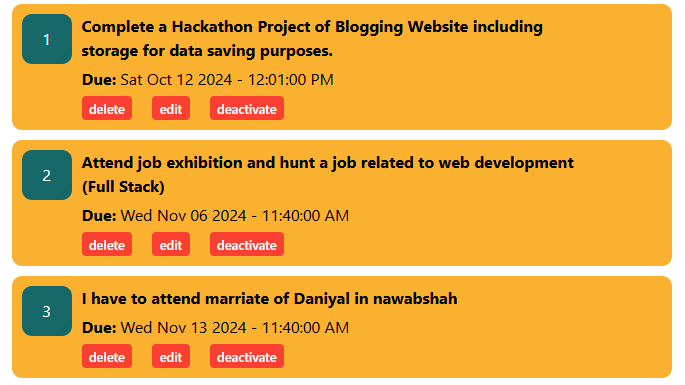 1
Complete a Hackathon Project of Blogging Website including
storage for data saving purposes.
Due: Sat Oct 12 2024 - 12:01:00 PM
delete edit deactivate
2
Attend job exhibition and hunt a job related to web development
(Full Stack)
Due: Wed Nov 06 2024 - 11:40:00 AM
delete edit deactivate
3
I have to attend marriate of Daniyal in nawabshah
Due: Wed Nov 13 2024 - 11:40:00 AM
delete edit deactivate